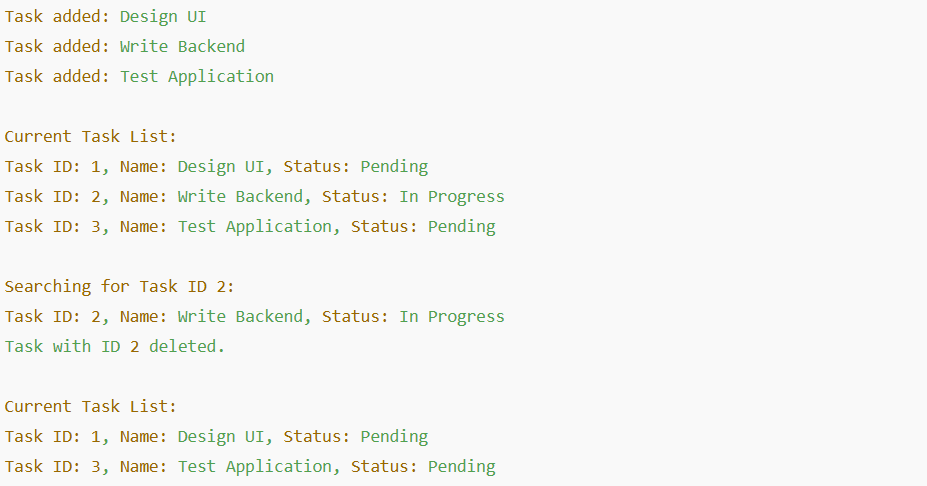 Task added: Design UI
Task added: Write Backend
Task added: Test Application
Current Task List:
Task ID: 1, Name: Design UI, Status: Pending
Task ID: 2, Name: Write Backend, Status: In Progress
Task ID: 3, Name: Test Application, Status: Pending
Searching for Task ID 2:
Task ID: 2, Name: Write Backend, Status: In Progress
Task with ID 2 deleted.
Current Task List:
Task ID: 1, Name: Design UI, Status: Pending
Task ID: 3, Name: Test Application, Status: Pending